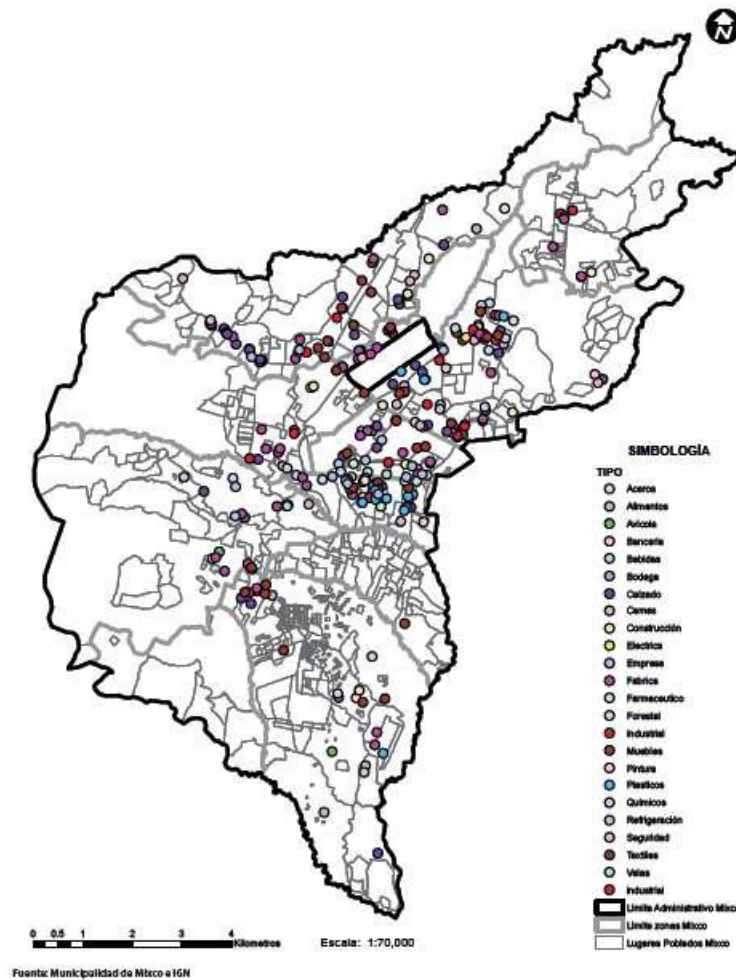 N
SIMBOLOGÍA
TIPO
Aceros
Alimentos
Avicola
Bancaria
Bebidas
Bodega
Calzado
Carnes
Construcción
Electrica
Empresa
Fabrica
Farmaceutico
Forestal
Industrial
Muebles
Pintura
Plasticos
Químicos
Refrigeración
Seguridad
Textiles
Velas
Industrial
Limite Administrativo Mixco
Limite zonas Mixco
Lugares Poblados Mixco
0 0.5 1 2 3 4
Kilometros
Escala: 1:70,000
Fuente: Municipalidad de Mixco e IGN